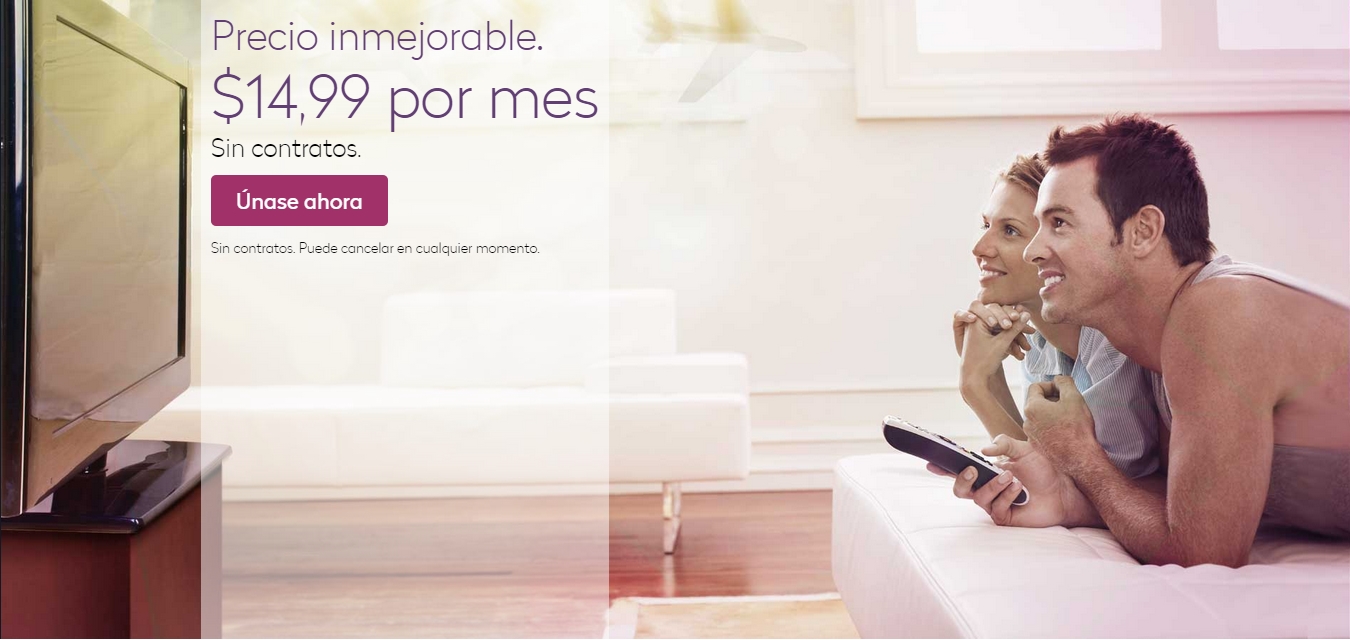 Precio inmejorable.
$14,99 por mes
Sin contratos.
Únase ahora
Sin contratos. Puede cancelar en cualquier momento.